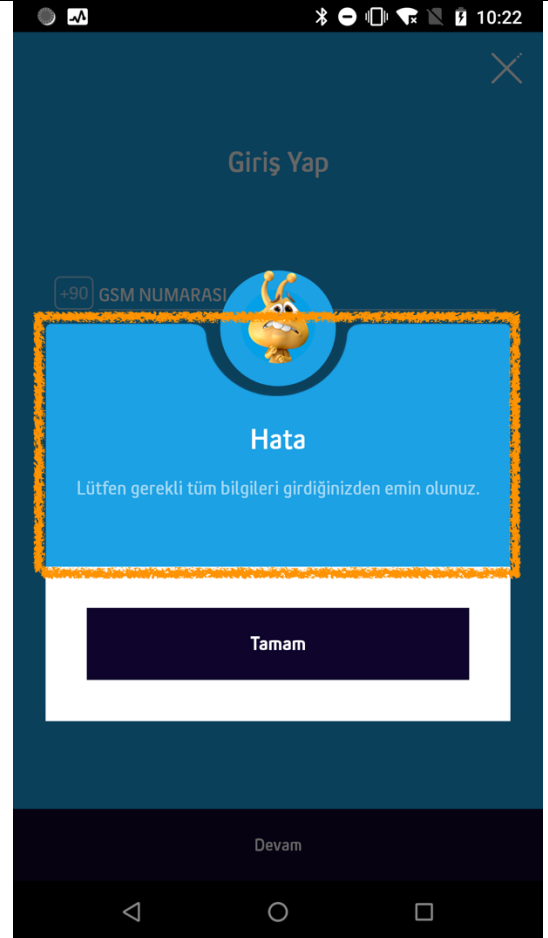 10:22
Giriş Yap
+90 GSM NUMARASI
Hata
Lütfen gerekli tüm bilgileri girdiğinizden emin olunuz.
Tamam
Devam